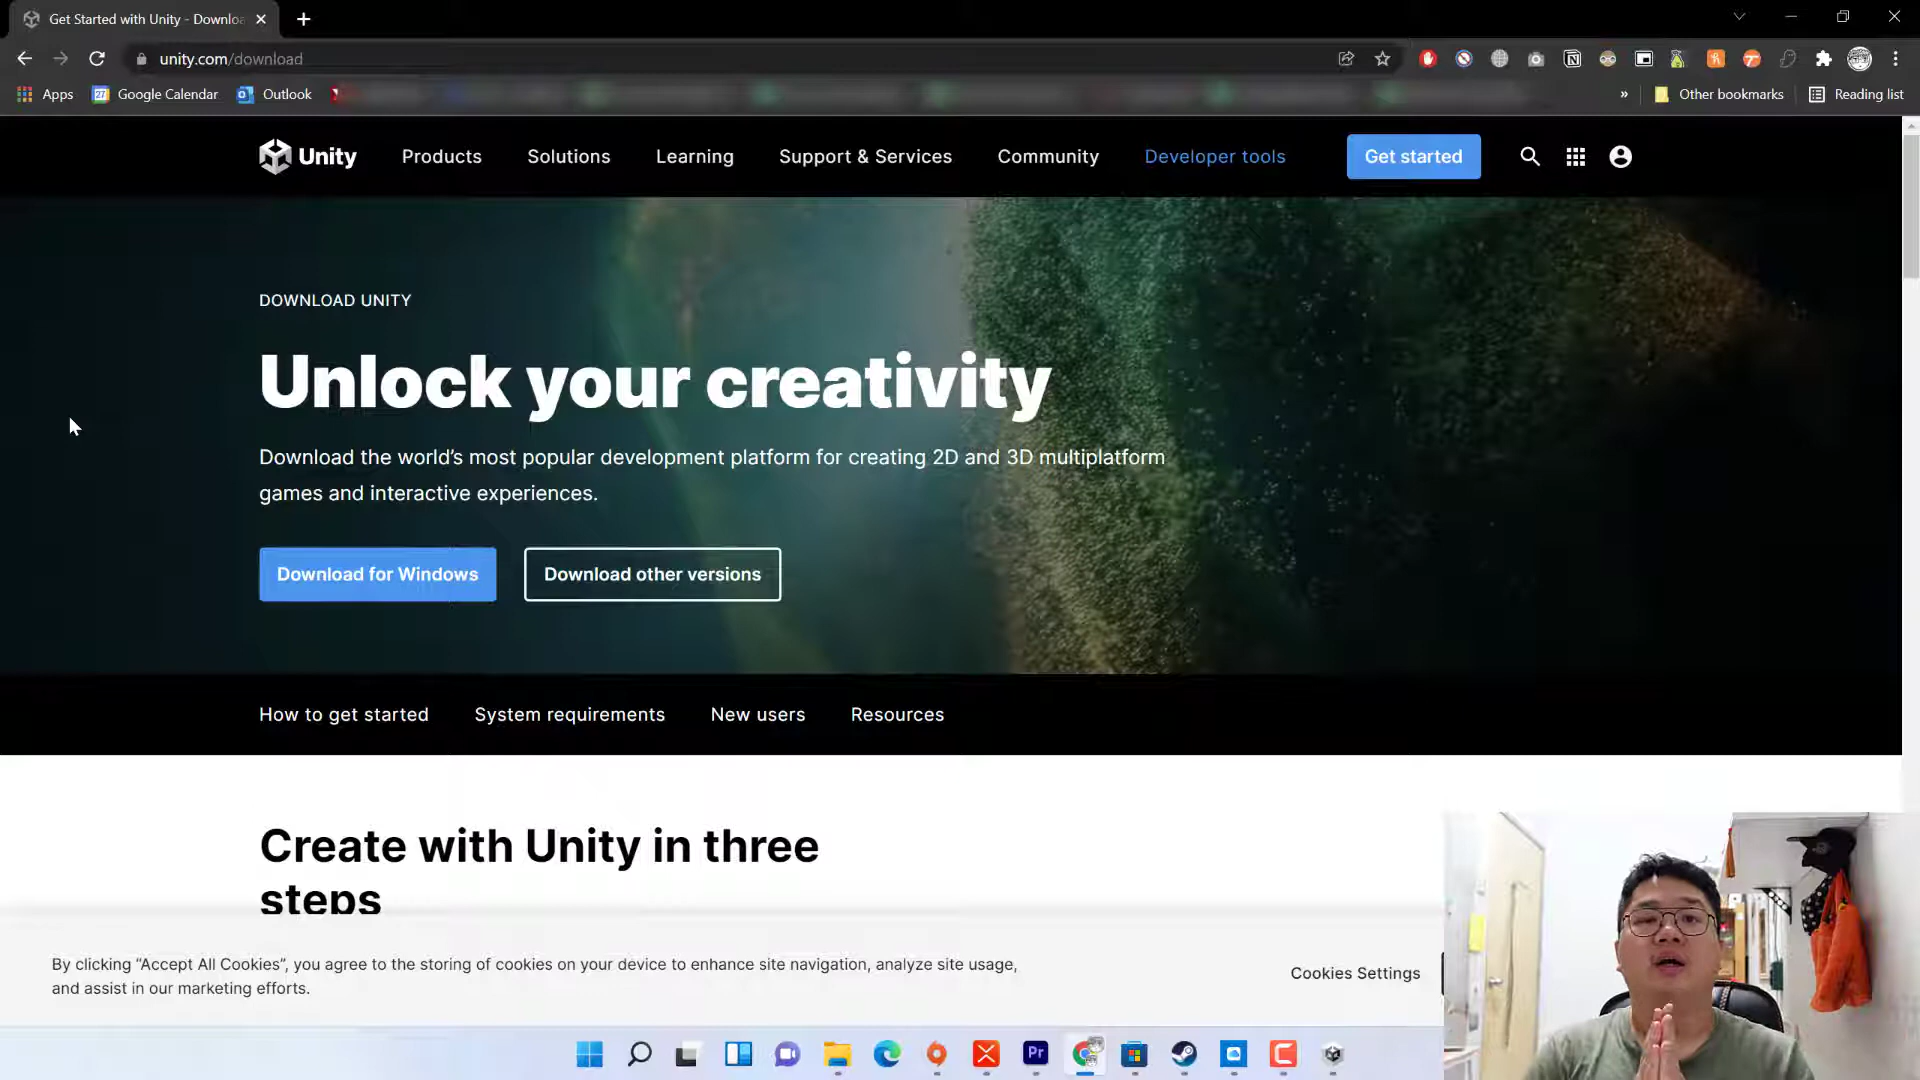 Get Started with Unity - Downlo
unity.com/download
Apps
Google Calendar
Outlook
»
Other bookmarks
Reading list
Unity
Products
Solutions
Learning
Support & Services
Community
Developer tools
Get started
DOWNLOAD UNITY
Unlock your creativity
Download the world's most popular development platform for creating 2D and 3D multiplatform
games and interactive experiences.
Download for Windows
Download other versions
How to get started
System requirements
New users
Resources
Create with Unity in three
steps
By clicking “Accept All Cookies”, you agree to the storing of cookies on your device to enhance site navigation, analyze site usage,
and assist in our marketing efforts.
Cookies Settings
Pr